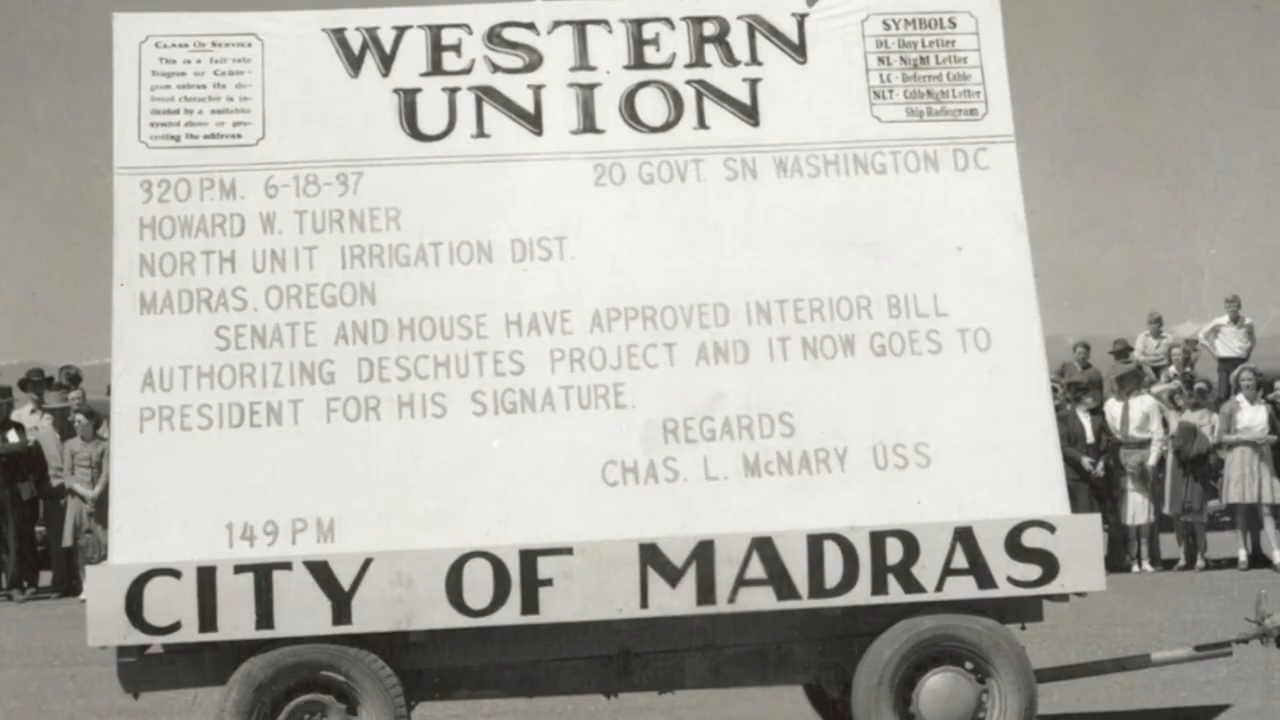 WESTERN
UNION
CLASS OF SERVICE
This is a full-rate
Telegram or Cable-
gram unless its de-
ferred character is in-
dicated by a suitable
symbol above or pre-
ceding the address.
SYMBOLS
DL - Day Letter
NL - Night Letter
LC - Deferred Cable
NLT - Cable Night Letter
Ship Radiogram
320 P.M. 6-18-37 20 GOVT. SN WASHINGTON D.C
HOWARD W. TURNER
NORTH UNIT IRRIGATION DIST.
MADRAS. OREGON
SENATE AND HOUSE HAVE APPROVED INTERIOR BILL
AUTHORIZING DESCHUTES PROJECT AND IT NOW GOES TO
PRESIDENT FOR HIS SIGNATURE.
REGARDS
CHAS. L. McNARY USS
149 PM
CITY OF MADRAS